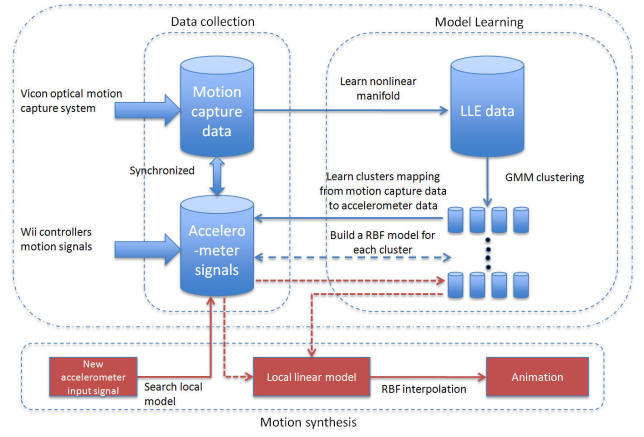 Data collection
Model Learning
Vicon optical motion
capture system
Motion
capture
data
Learn nonlinear
manifold
LLE data
Synchronized
GMM clustering
Learn clusters mapping
from motion capture data
to accelerometer data
Wii controllers
motion signals
Accelero
-meter
signals
Build a RBF model for
each cluster
New
accelerometer
input signal
Search local
model
Local linear model
RBF interpolation
Animation
Motion synthesis